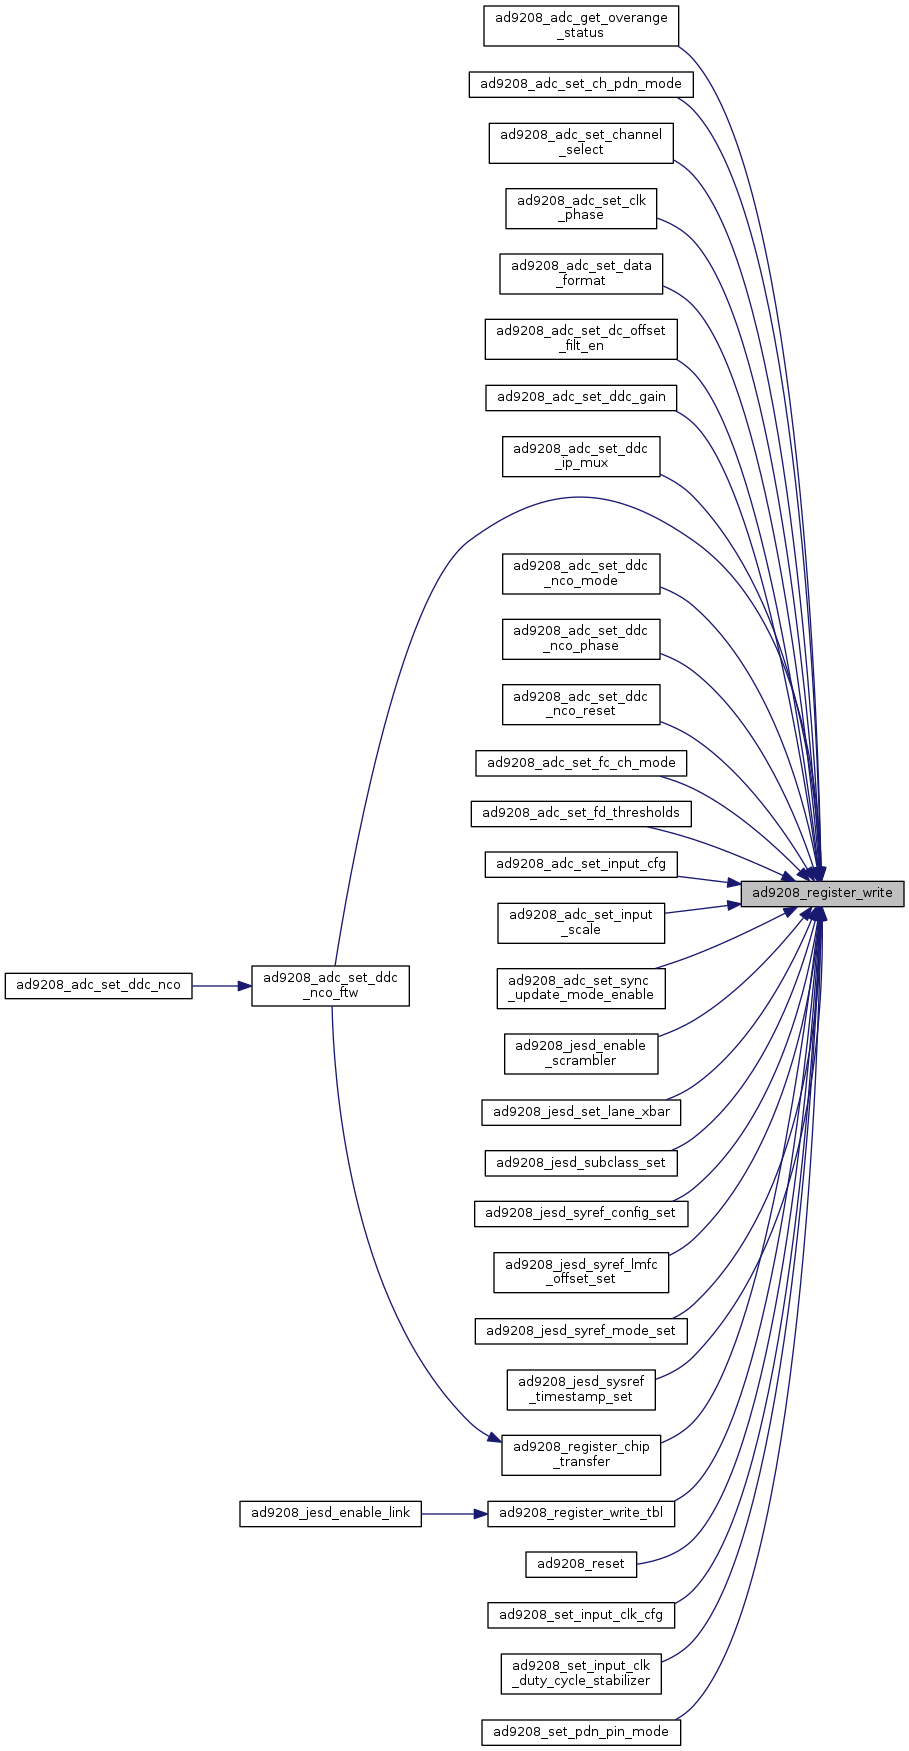 ad9208_adc_get_overange
_status
ad9208_adc_set_ch_pdn_mode
ad9208_adc_set_channel
_select
ad9208_adc_set_clk
_phase
ad9208_adc_set_data
_format
ad9208_adc_set_dc_offset
_filt_en
ad9208_adc_set_ddc_gain
ad9208_adc_set_ddc
_ip_mux
ad9208_adc_set_ddc
_nco_mode
ad9208_adc_set_ddc
_nco_phase
ad9208_adc_set_ddc
_nco_reset
ad9208_adc_set_fc_ch_mode
ad9208_adc_set_fd_thresholds
ad9208_adc_set_input_cfg
ad9208_register_write
ad9208_adc_set_input
_scale
ad9208_adc_set_ddc_nco
ad9208_adc_set_ddc
_nco_ftw
ad9208_adc_set_sync
_update_mode_enable
ad9208_jesd_enable
_scrambler
ad9208_jesd_set_lane_xbar
ad9208_jesd_subclass_set
ad9208_jesd_syref_config_set
ad9208_jesd_syref_lmfc
_offset_set
ad9208_jesd_syref_mode_set
ad9208_jesd_sysref
_timestamp_set
ad9208_register_chip
_transfer
ad9208_jesd_enable_link
ad9208_register_write_tbl
ad9208_reset
ad9208_set_input_clk_cfg
ad9208_set_input_clk
_duty_cycle_stabilizer
ad9208_set_pdn_pin_mode